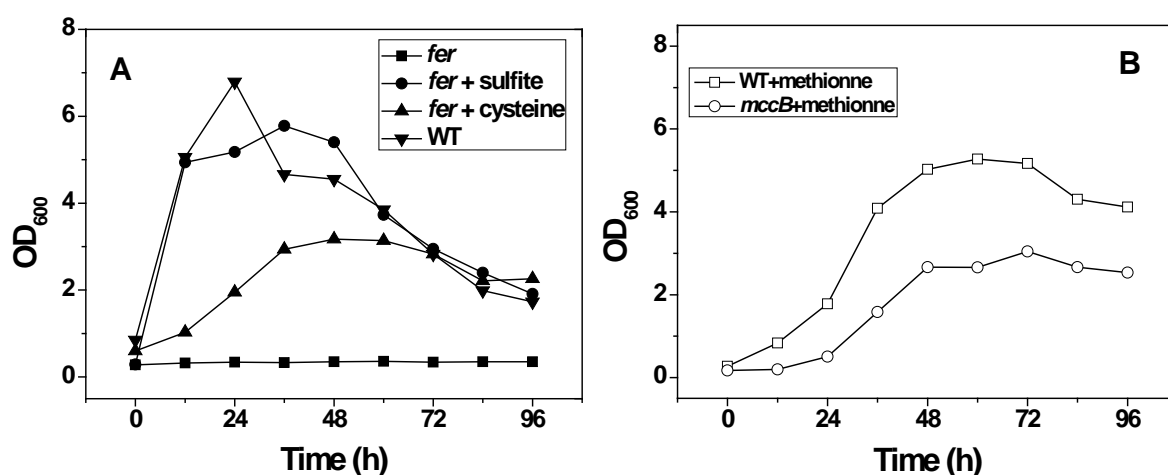 A
fer
fer + sulfite
fer + cysteine
WT
OD600
8
6
4
2
0
0 24 48 72 96
Time (h)
B
WT+methionne
mccB+methionne
OD600
8
6
4
2
0
0 24 48 72 96
Time (h)